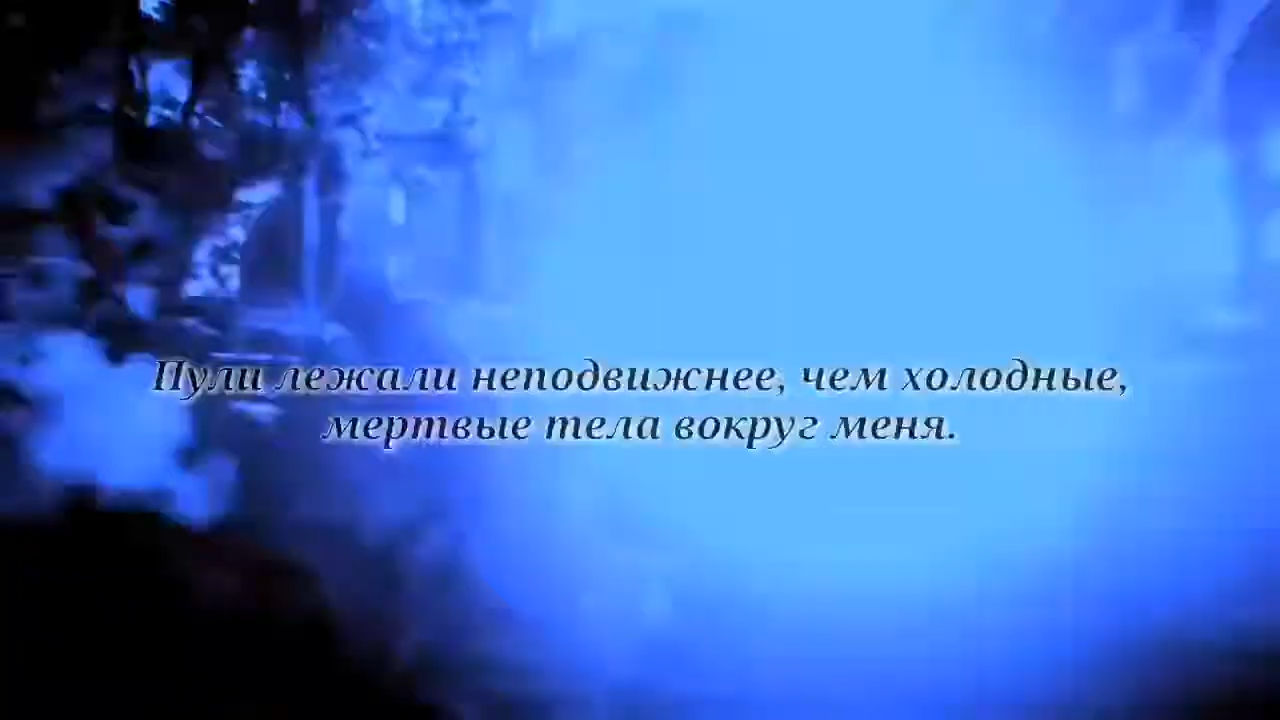 Пули лежали неподвижнее, чем холодные,
мертвые тела вокруг меня.